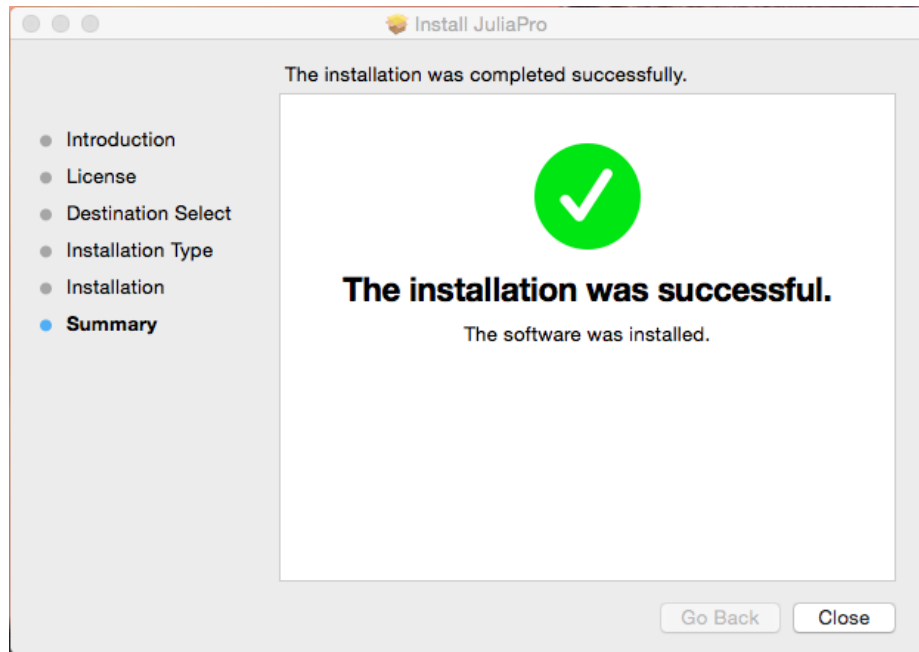 Install JuliaPro
The installation was completed successfully.
Introduction
License
Destination Select
Installation Type
Installation
Summary
The installation was successful.
The software was installed.
Go Back
Close